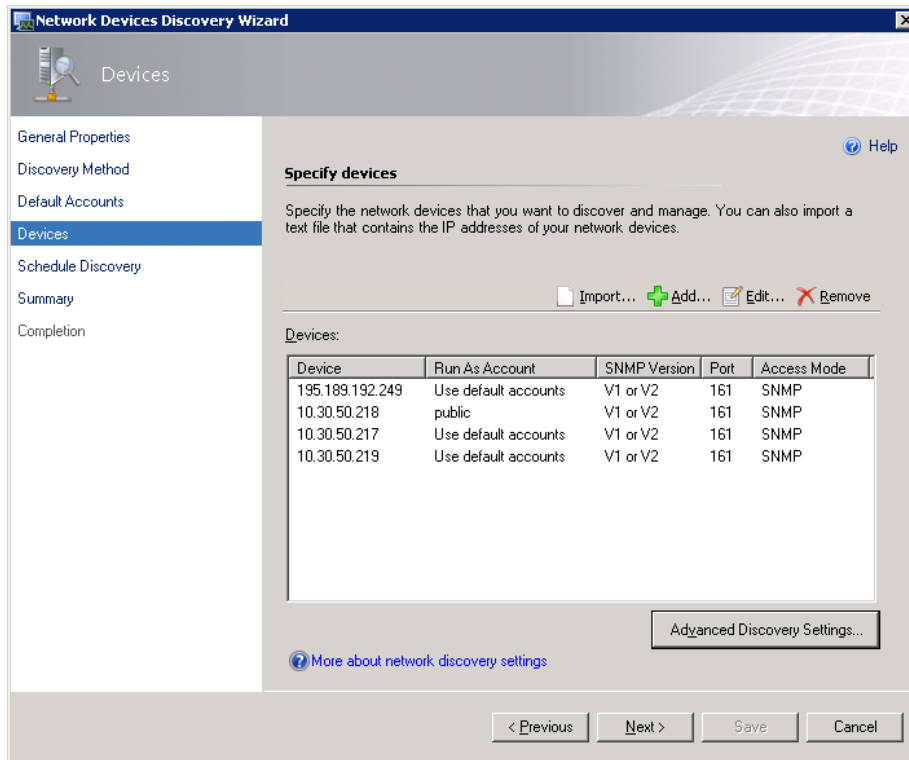 Network Devices Discovery Wizard
Devices
General Properties
Discovery Method
Default Accounts
Devices
Schedule Discovery
Summary
Completion
Help
Specify devices
Specify the network devices that you want to discover and manage. You can also import a
text file that contains the IP addresses of your network devices.
Import... Add... Edit... Remove
Devices:
Device Run As Account SNMP Version Port Access Mode
195.189.192.249 Use default accounts V1 or V2 161 SNMP
10.30.50.218 public V1 or V2 161 SNMP
10.30.50.217 Use default accounts V1 or V2 161 SNMP
10.30.50.219 Use default accounts V1 or V2 161 SNMP
Advanced Discovery Settings...
More about network discovery settings
< Previous Next > Save Cancel